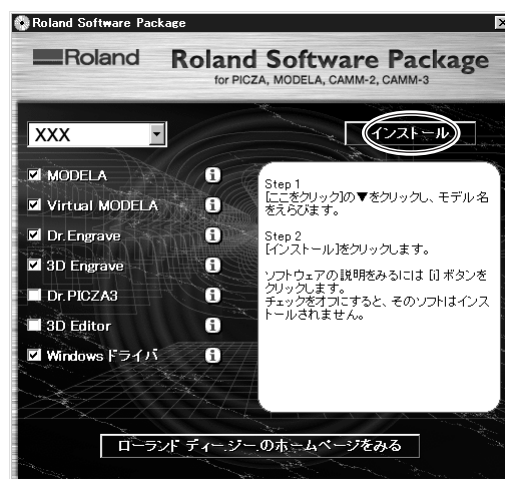 Roland Software Package
Roland
Roland Software Package
for PICZA, MODELA, CAMM-2, CAMM-3
XXX
インストール
MODELA
Virtual MODELA
Dr.Engrave
3D Engrave
Dr.PICZA3
3D Editor
Windows ドライバ
Step 1
[ここをクリック]の▼をクリックし、モデル名
をえらびます。
Step 2
[インストール]をクリックします。
ソフトウェアの説明をみるには [i] ボタンを
クリックします。
チェックをオフにすると、そのソフトはインス
トールされません。
ローランド ディー.ジー.のホームページをみる